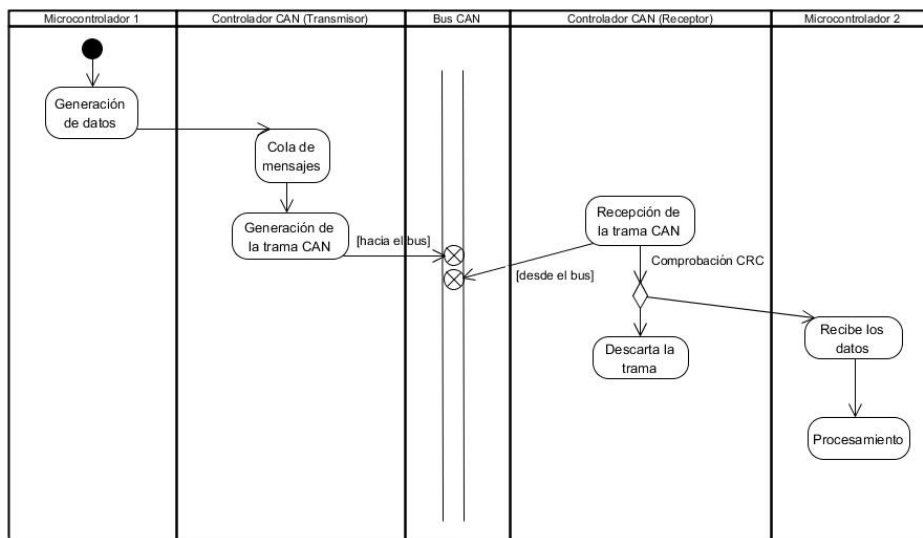 Microcontrolador 1
Controlador CAN (Transmisor)
Bus CAN
Controlador CAN (Receptor)
Microcontrolador 2
Generación
de datos
Cola de
mensajes
Generación de
la trama CAN
[hacia el bus]
Recepción de
la trama CAN
[desde el bus]
Comprobación CRC
Descarta la
trama
Recibe los
datos
Procesamiento